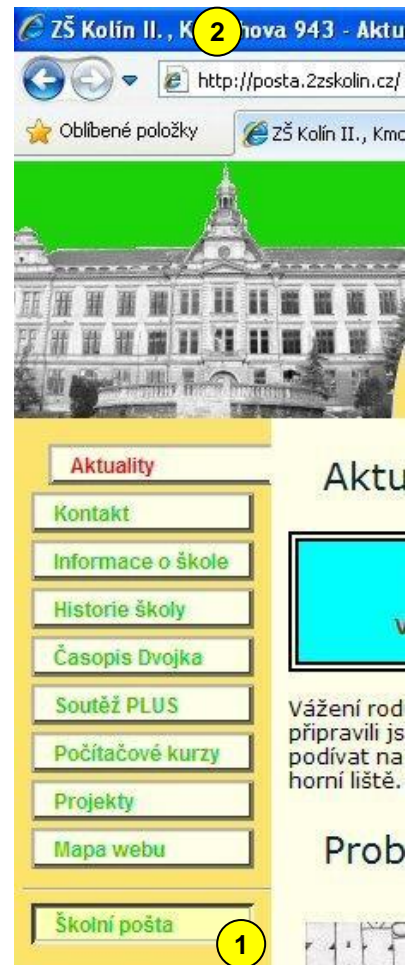 ZŠ Kolín II., K 2 hova 943 - Aktu
http://posta.2zskolin.cz/
Oblíbené položky
ZŠ Kolín II., Kmo
Aktuality
Kontakt
Informace o škole
Historie školy
Časopis Dvojka
Soutěž PLUS
Počítačové kurzy
Projekty
Mapa webu
Školní pošta
1
Aktu
V
Vážení rod
připravili js
podívat na
horní liště.
Prob